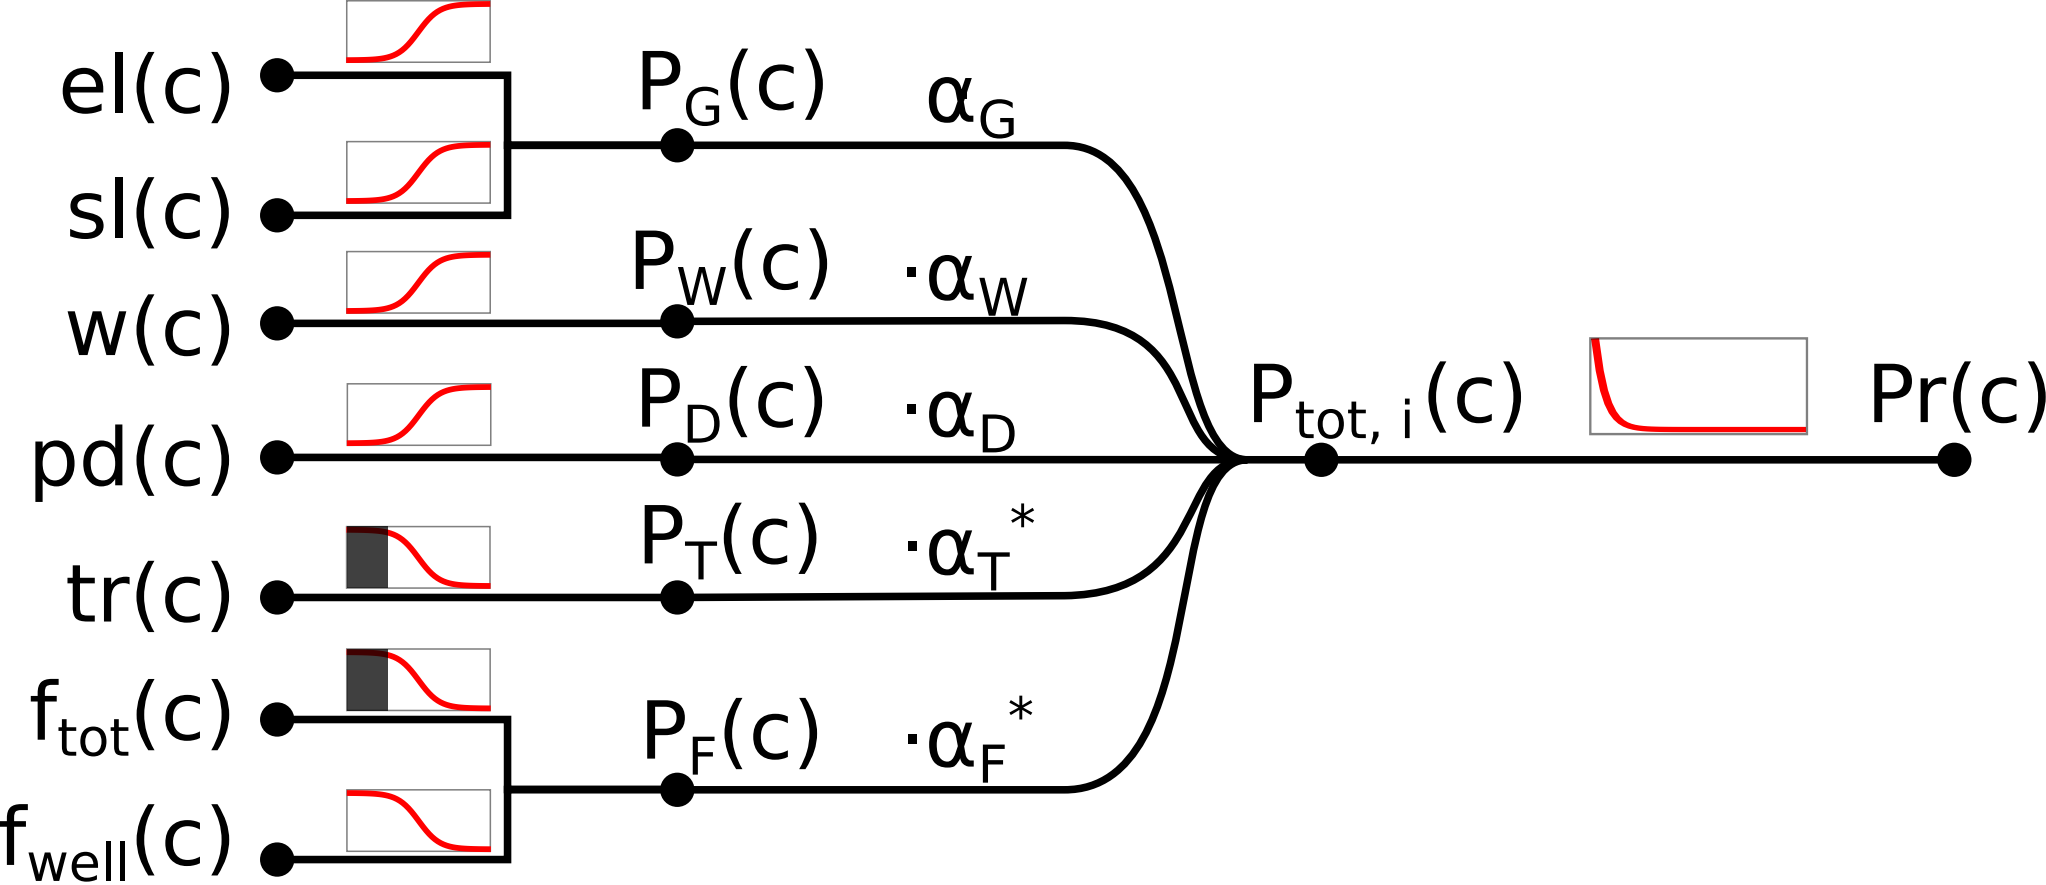 el(c)
sl(c)
w(c)
pd(c)
tr(c)
f_tot(c)
f_well(c)
P_G(c) α_G
P_W(c) ·α_W
P_D(c) ·α_D
P_T(c) ·α_T*
P_F(c) ·α_F*
P_tot, i(c)
Pr(c)